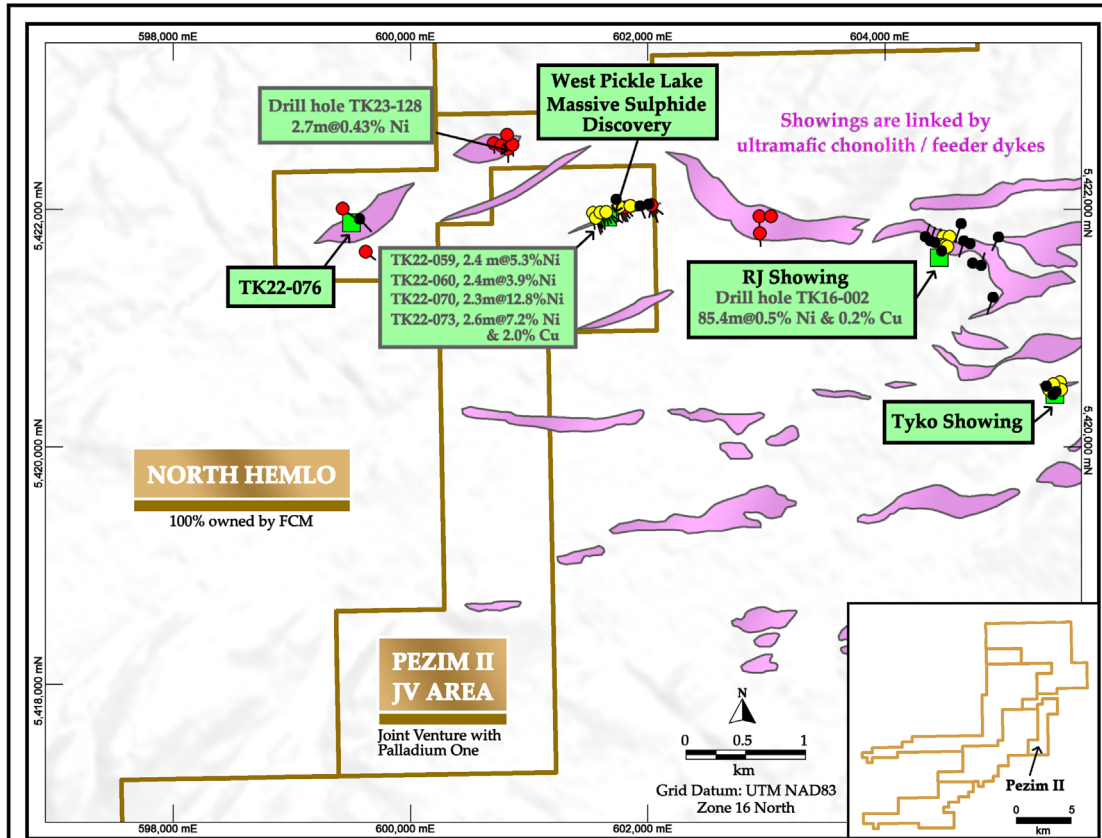 598,000 mE
600,000 mE
602,000 mE
604,000 mE
West Pickle Lake
Massive Sulphide
Discovery
Drill hole TK23-128
2.7m@0.43% Ni
Showings are linked by
ultramafic chonolith / feeder dykes
5,422,000 mN
5,422,000 mN
TK22-076
TK22-059, 2.4 m@5.3%Ni
TK22-060, 2.4m@3.9%Ni
TK22-070, 2.3m@12.8%Ni
TK22-073, 2.6m@7.2% Ni
& 2.0% Cu
RJ Showing
Drill hole TK16-002
85.4m@0.5% Ni & 0.2% Cu
Tyko Showing
5,420,000 mN
5,420,000 mN
NORTH HEMLO
100% owned by FCM
PEZIM II
JV AREA
Joint Venture with
Palladium One
5,418,000 mN
5,418,000 mN
N
0 0.5 1
km
Grid Datum: UTM NAD83
Zone 16 North
Pezim II
0 5
km
598,000 mE
600,000 mE
602,000 mE